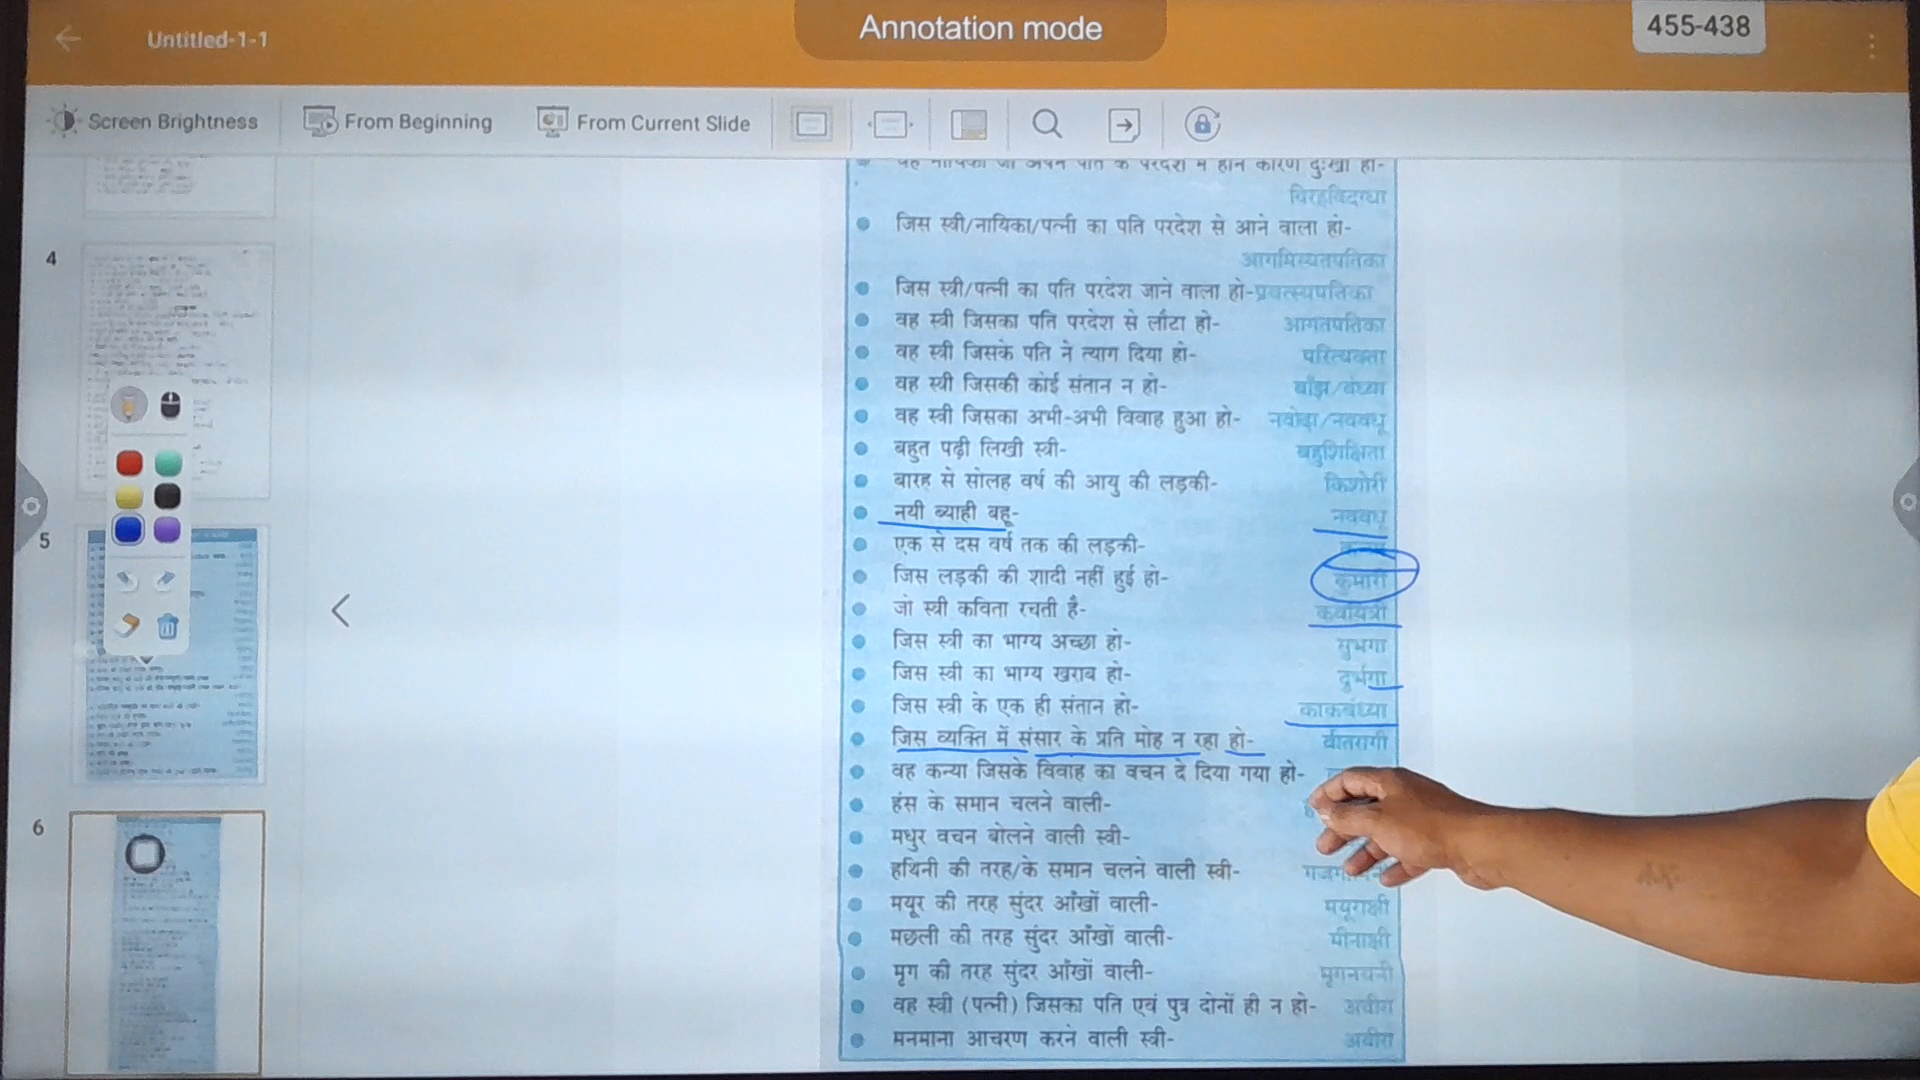 Annotation mode
455-438
Untitled-1-1
Screen Brightness From Beginning From Current Slide
दुःखी हो-
विरहविदग्धा
जिस स्त्री/नायिका/पत्नी का पति परदेश से आने वाला हो-
आगमिस्यतपतिका
जिस स्त्री/पत्नी का पति परदेश जाने वाला हो-प्रवत्स्यपतिका
वह स्त्री जिसका पति परदेश से लौटा हो- आगतपतिका
वह स्त्री जिसके पति ने त्याग दिया हो- परित्यक्ता
वह स्त्री जिसकी कोई संतान न हो- बाँझ/बंध्या
वह स्त्री जिसका अभी-अभी विवाह हुआ हो- नवोढ़ा/नववधू
बहुत पढ़ी लिखी स्त्री- बहुशिक्षिता
बारह से सोलह वर्ष की आयु की लड़की- किशोरी
नयी ब्याही बहू- नववधू
एक से दस वर्ष तक की लड़की-
जिस लड़की की शादी नहीं हुई हो- कुमारी
जो स्त्री कविता रचती है- कवयित्री
जिस स्त्री का भाग्य अच्छा हो- सुभगा
जिस स्त्री का भाग्य खराब हो- दुर्भगा
जिस स्त्री के एक ही संतान हो- काकबंध्या
जिस व्यक्ति में संसार के प्रति मोह न रहा हो- वीतरागी
वह कन्या जिसके विवाह का वचन दे दिया गया हो-
हंस के समान चलने वाली-
मधुर वचन बोलने वाली स्त्री-
हथिनी की तरह/के समान चलने वाली स्त्री-
मयूर की तरह सुंदर आँखों वाली- मयूराक्षी
मछली की तरह सुंदर आँखों वाली- मीनाक्षी
मृग की तरह सुंदर आँखों वाली- मृगनयनी
वह स्त्री (पत्नी) जिसका पति एवं पुत्र दोनों ही न हो- अवीरा
मनमाना आचरण करने वाली स्त्री- अवीरा
4
5
6